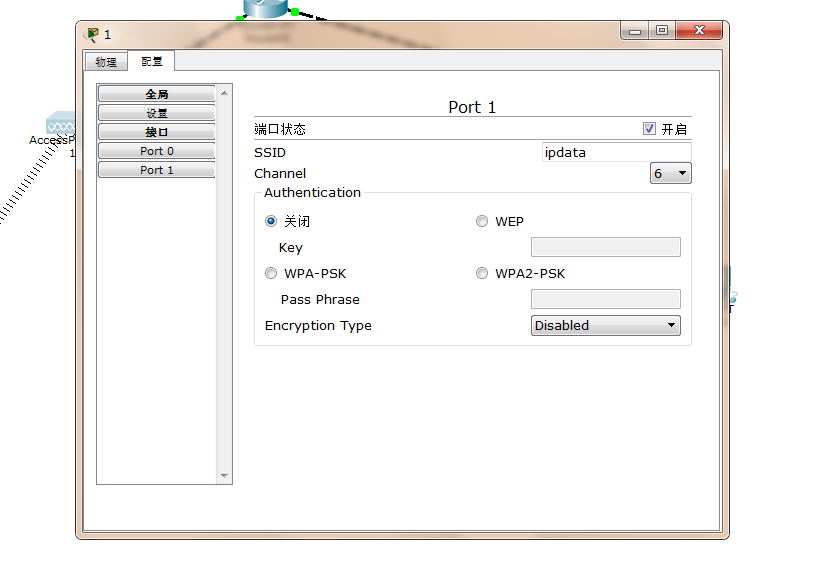 1
物理
配置
全局
设置
接口
Port 0
Port 1
Port 1
端口状态
开启
SSID
ipdata
Channel
6
Authentication
关闭
WEP
Key
WPA-PSK
WPA2-PSK
Pass Phrase
Encryption Type
Disabled
AccessP
1
T